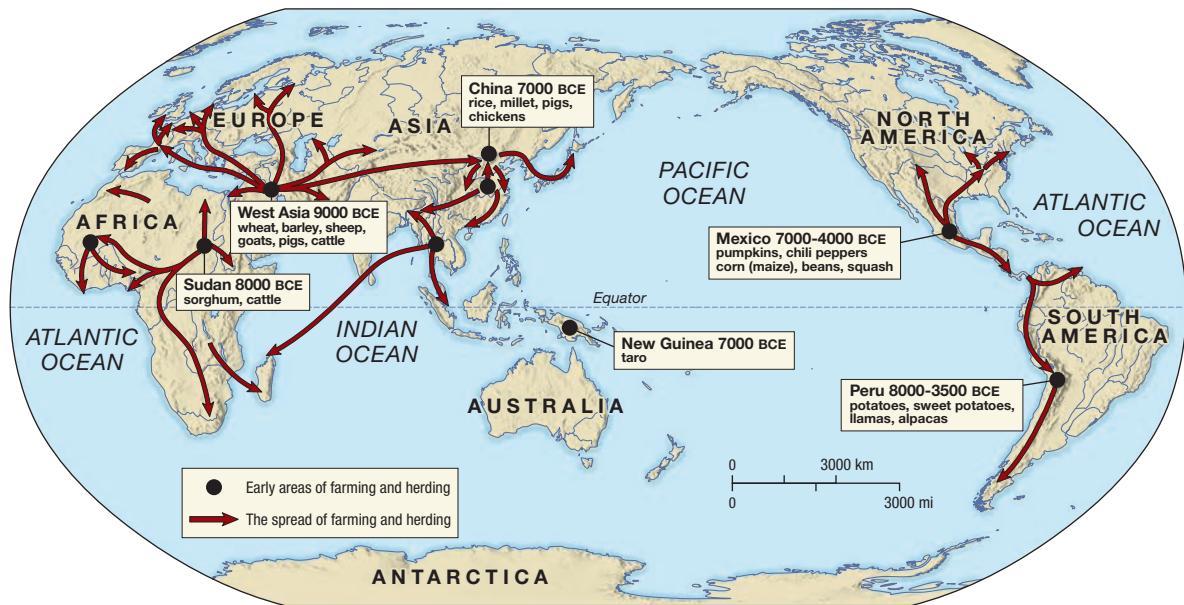 China 7000 BCE
rice, millet, pigs,
chickens
EUROPE
ASIA
NORTH
AMERICA
PACIFIC
OCEAN
ATLANTIC
OCEAN
AFRICA
West Asia 9000 BCE
wheat, barley, sheep,
goats, pigs, cattle
Mexico 7000-4000 BCE
pumpkins, chili peppers
corn (maize), beans, squash
Sudan 8000 BCE
sorghum, cattle
Equator
ATLANTIC
OCEAN
INDIAN
OCEAN
SOUTH
AMERICA
New Guinea 7000 BCE
taro
AUSTRALIA
Peru 8000-3500 BCE
potatoes, sweet potatoes,
llamas, alpacas
0 3000 km
0 3000 mi
Early areas of farming and herding
The spread of farming and herding
ANTARCTICA